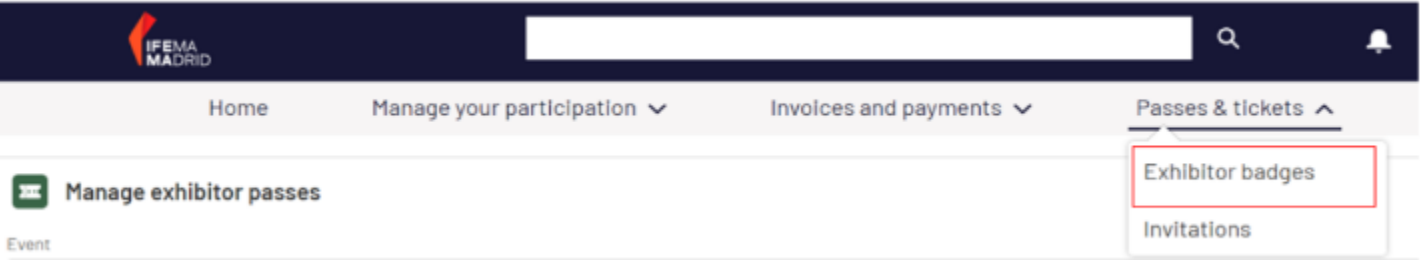 IFEMA
MADRID
Home Manage your participation Invoices and payments Passes & tickets
Exhibitor badges
Manage exhibitor passes
Invitations
Event